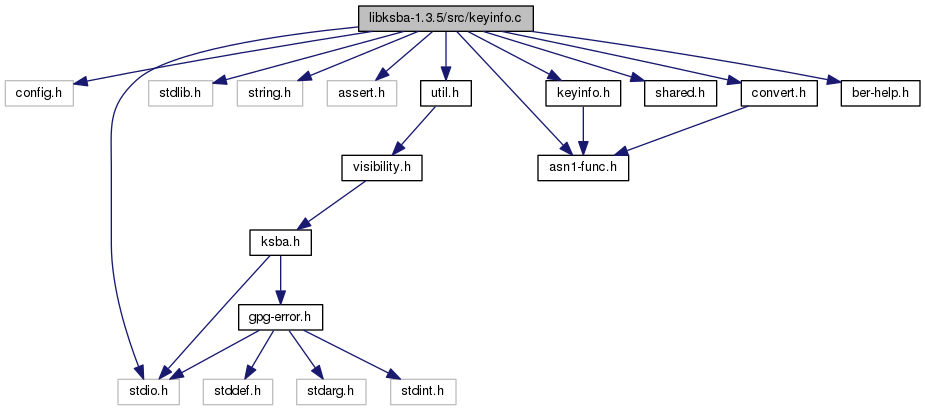 libksba-1.3.5/src/keyinfo.c
config.h
stdlib.h
string.h
assert.h
util.h
keyinfo.h
shared.h
convert.h
ber-help.h
visibility.h
asn1-func.h
ksba.h
gpg-error.h
stdio.h
stddef.h
stdarg.h
stdint.h